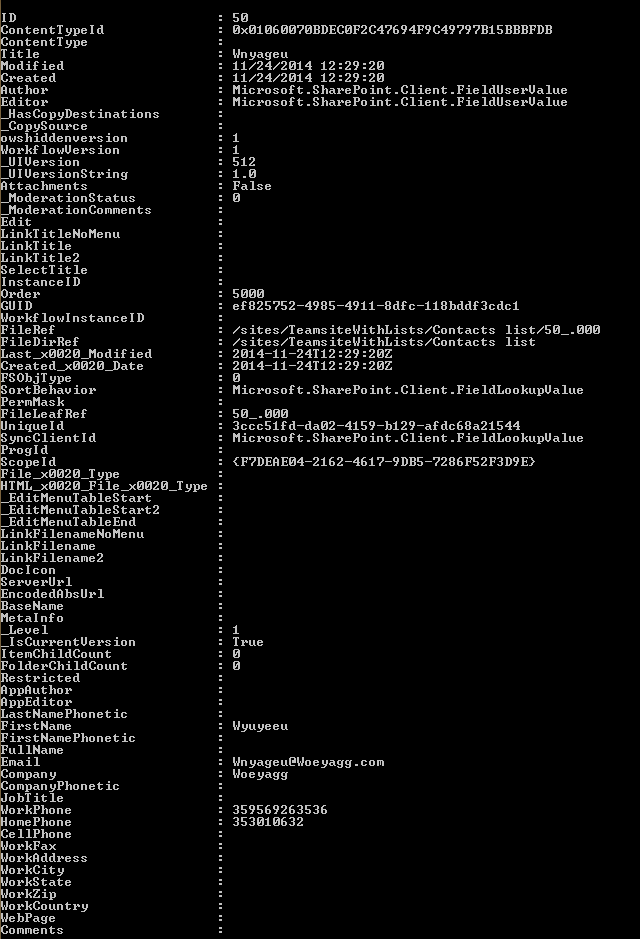 ID : 50
ContentTypeId : 0x01060070BDEC0F2C47694F9C49797B15BBBFDB
ContentType :
Title : Wnyageu
Modified : 11/24/2014 12:29:20
Created : 11/24/2014 12:29:20
Author : Microsoft.SharePoint.Client.FieldUserValue
Editor : Microsoft.SharePoint.Client.FieldUserValue
_HasCopyDestinations :
_CopySource :
owshiddenversion : 1
WorkflowVersion : 1
_UIVersion : 512
_UIVersionString : 1.0
Attachments : False
_ModerationStatus : 0
_ModerationComments :
Edit :
LinkTitleNoMenu :
LinkTitle :
LinkTitle2 :
SelectTitle :
InstanceID :
Order : 5000
GUID : ef825752-4985-4911-8dfc-118bddf3cdc1
WorkflowInstanceID :
FileRef : /sites/TeamsiteWithLists/Contacts list/50_.000
FileDirRef : /sites/TeamsiteWithLists/Contacts list
Last_x0020_Modified : 2014-11-24T12:29:20Z
Created_x0020_Date : 2014-11-24T12:29:20Z
FSObjType : 0
SortBehavior : Microsoft.SharePoint.Client.FieldLookupValue
PermMask :
FileLeafRef : 50_.000
UniqueId : 3ccc51fd-da02-4159-b129-afdc68a21544
SyncClientId : Microsoft.SharePoint.Client.FieldLookupValue
ProgId :
ScopeId : {F7DEAE04-2162-4617-9DB5-7286F52F3D9E}
File_x0020_Type :
HTML_x0020_File_x0020_Type :
_EditMenuTableStart :
_EditMenuTableStart2 :
_EditMenuTableEnd :
LinkFilenameNoMenu :
LinkFilename :
LinkFilename2 :
DocIcon :
ServerUrl :
EncodedAbsUrl :
BaseName :
MetaInfo :
_Level : 1
_IsCurrentVersion : True
ItemChildCount : 0
FolderChildCount : 0
Restricted :
AppAuthor :
AppEditor :
LastNamePhonetic :
FirstName : Wyuyeeu
FirstNamePhonetic :
FullName :
Email : Wnyageu@Woeyagg.com
Company : Woeyagg
CompanyPhonetic :
JobTitle :
WorkPhone : 359569263536
HomePhone : 353010632
CellPhone :
WorkFax :
WorkAddress :
WorkCity :
WorkState :
WorkZip :
WorkCountry :
WebPage :
Comments :